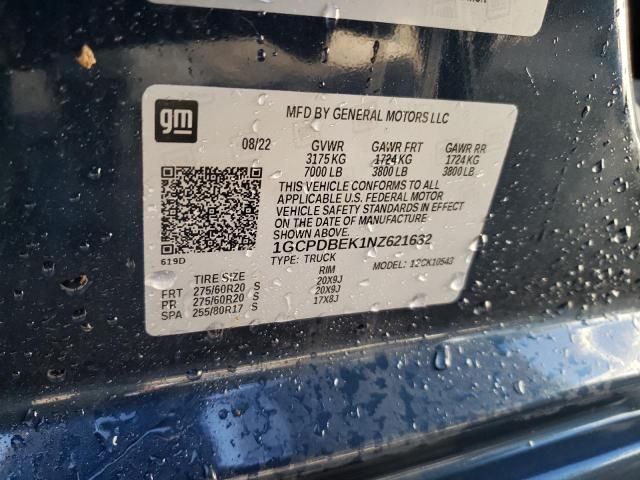 gm
MFD BY GENERAL MOTORS LLC
08/22 GVWR GAWR FRT GAWR RR
3175 KG 1724 KG 1724 KG
7000 LB 3800 LB 3800 LB
THIS VEHICLE CONFORMS TO ALL
APPLICABLE U.S. FEDERAL MOTOR
VEHICLE SAFETY STANDARDS IN EFFECT
ON THE DATE OF MANUFACTURE
SHOWN ABOVE.
1GCPDBEK1NZ621632
619D TYPE: TRUCK MODEL: 12CK10543
TIRE SIZE RIM
FRT 275/60R20 S 20X9J
RR 275/60R20 S 20X9J
SPA 255/80R17 S 17X8J